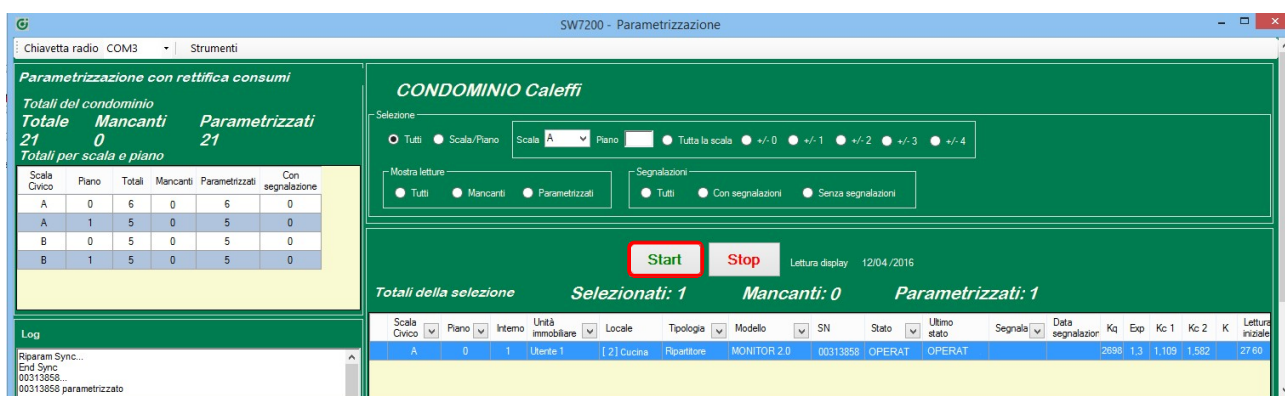 SW7200 - Parametrizzazione
Chiavetta radio COM3 Strumenti
Parametrizzazione con rettifica consumi
Totali del condominio
Totale Mancanti Parametrizzati
21 0 21
Totali per scala e piano
Scala Civico Piano Totali Mancanti Parametrizzati Con segnalazione
A 0 6 0 6 0
A 1 5 0 5 0
B 0 5 0 5 0
B 1 5 0 5 0
Log
Riparam Sync...
End Sync
00313858...
00313858 parametrizzato
CONDOMINIO Caleffi
Selezione
Tutti Scala/Piano Scala A Piano Tutta la scala +/- 0 +/- 1 +/- 2 +/- 3 +/- 4
Mostra letture
Tutti Mancanti Parametrizzati
Segnalazioni
Tutti Con segnalazioni Senza segnalazioni
Start Stop Lettura display 12/04 /2016
Totali della selezione Selezionati: 1 Mancanti: 0 Parametrizzati: 1
Scala Civico Piano Interno Unità immobiliare Locale Tipologia Modello SN Stato Ultimo stato Segnala Data segnalazion Kq Exp Kc 1 Kc 2 K Lettura iniziale
A 0 1 Utente 1 [ 2] Cucina Ripartitore MONITOR 2.0 00313858 OPERAT OPERAT 2698 1,3 1,109 1,582 27 60